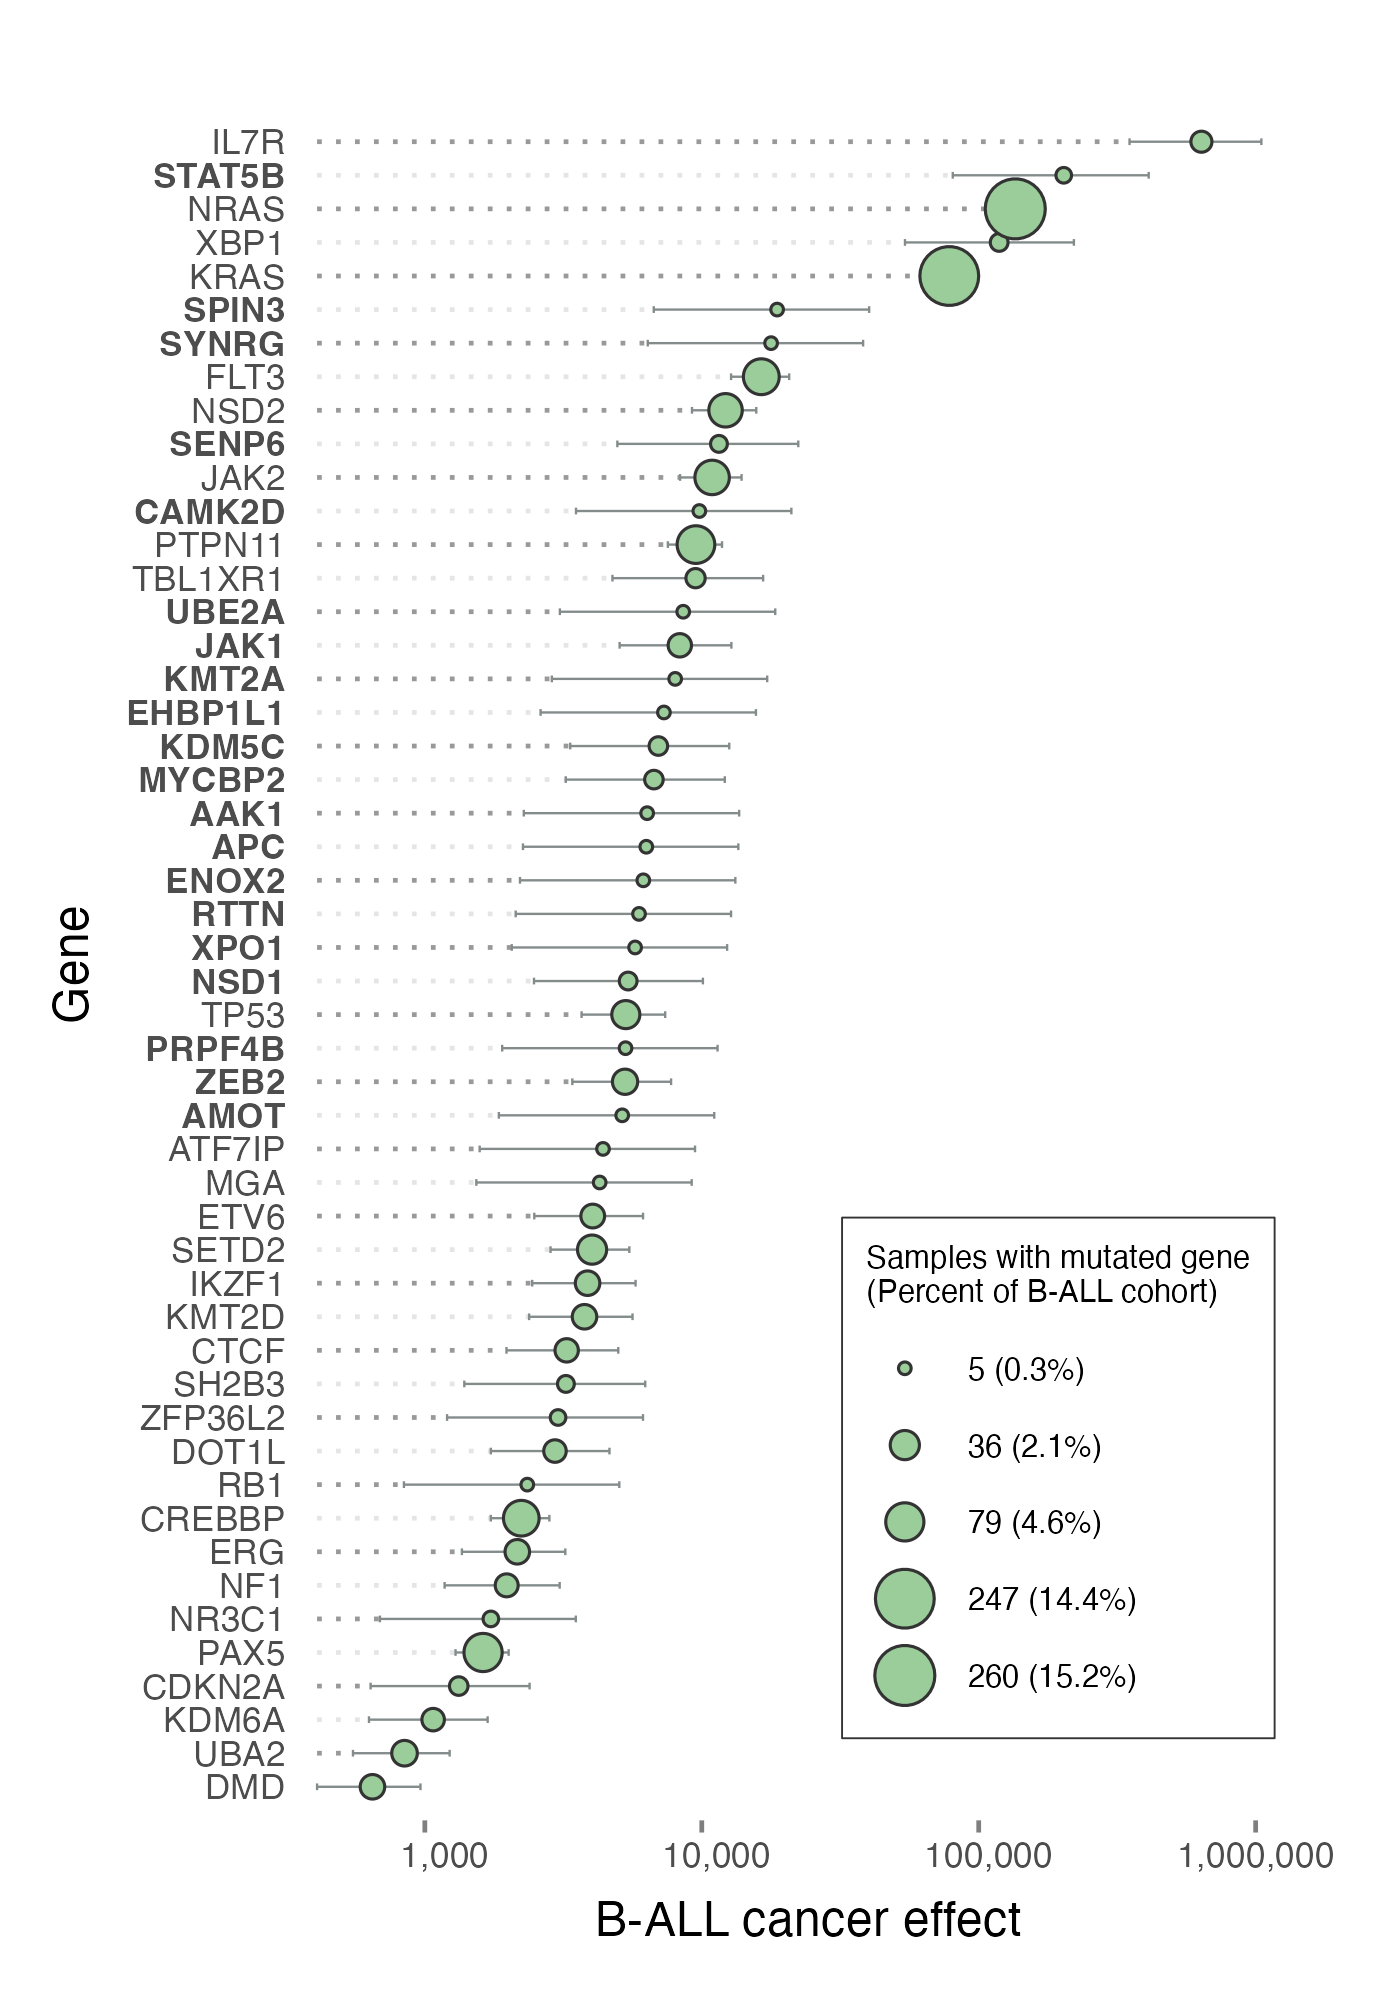 IL7R
STAT5B
NRAS
XBP1
KRAS
SPIN3
SYNRG
FLT3
NSD2
SENP6
JAK2
CAMK2D
PTPN11
TBL1XR1
UBE2A
JAK1
KMT2A
EHBP1L1
KDM5C
MYCBP2
AAK1
APC
ENOX2
RTTN
XPO1
NSD1
TP53
PRPF4B
ZEB2
AMOT
ATF7IP
MGA
ETV6
SETD2
IKZF1
KMT2D
CTCF
SH2B3
ZFP36L2
DOT1L
RB1
CREBBP
ERG
NF1
NR3C1
PAX5
CDKN2A
KDM6A
UBA2
DMD
Gene
Samples with mutated gene
(Percent of B-ALL cohort)
5 (0.3%)
36 (2.1%)
79 (4.6%)
247 (14.4%)
260 (15.2%)
1,000 10,000 100,000 1,000,000
B-ALL cancer effect